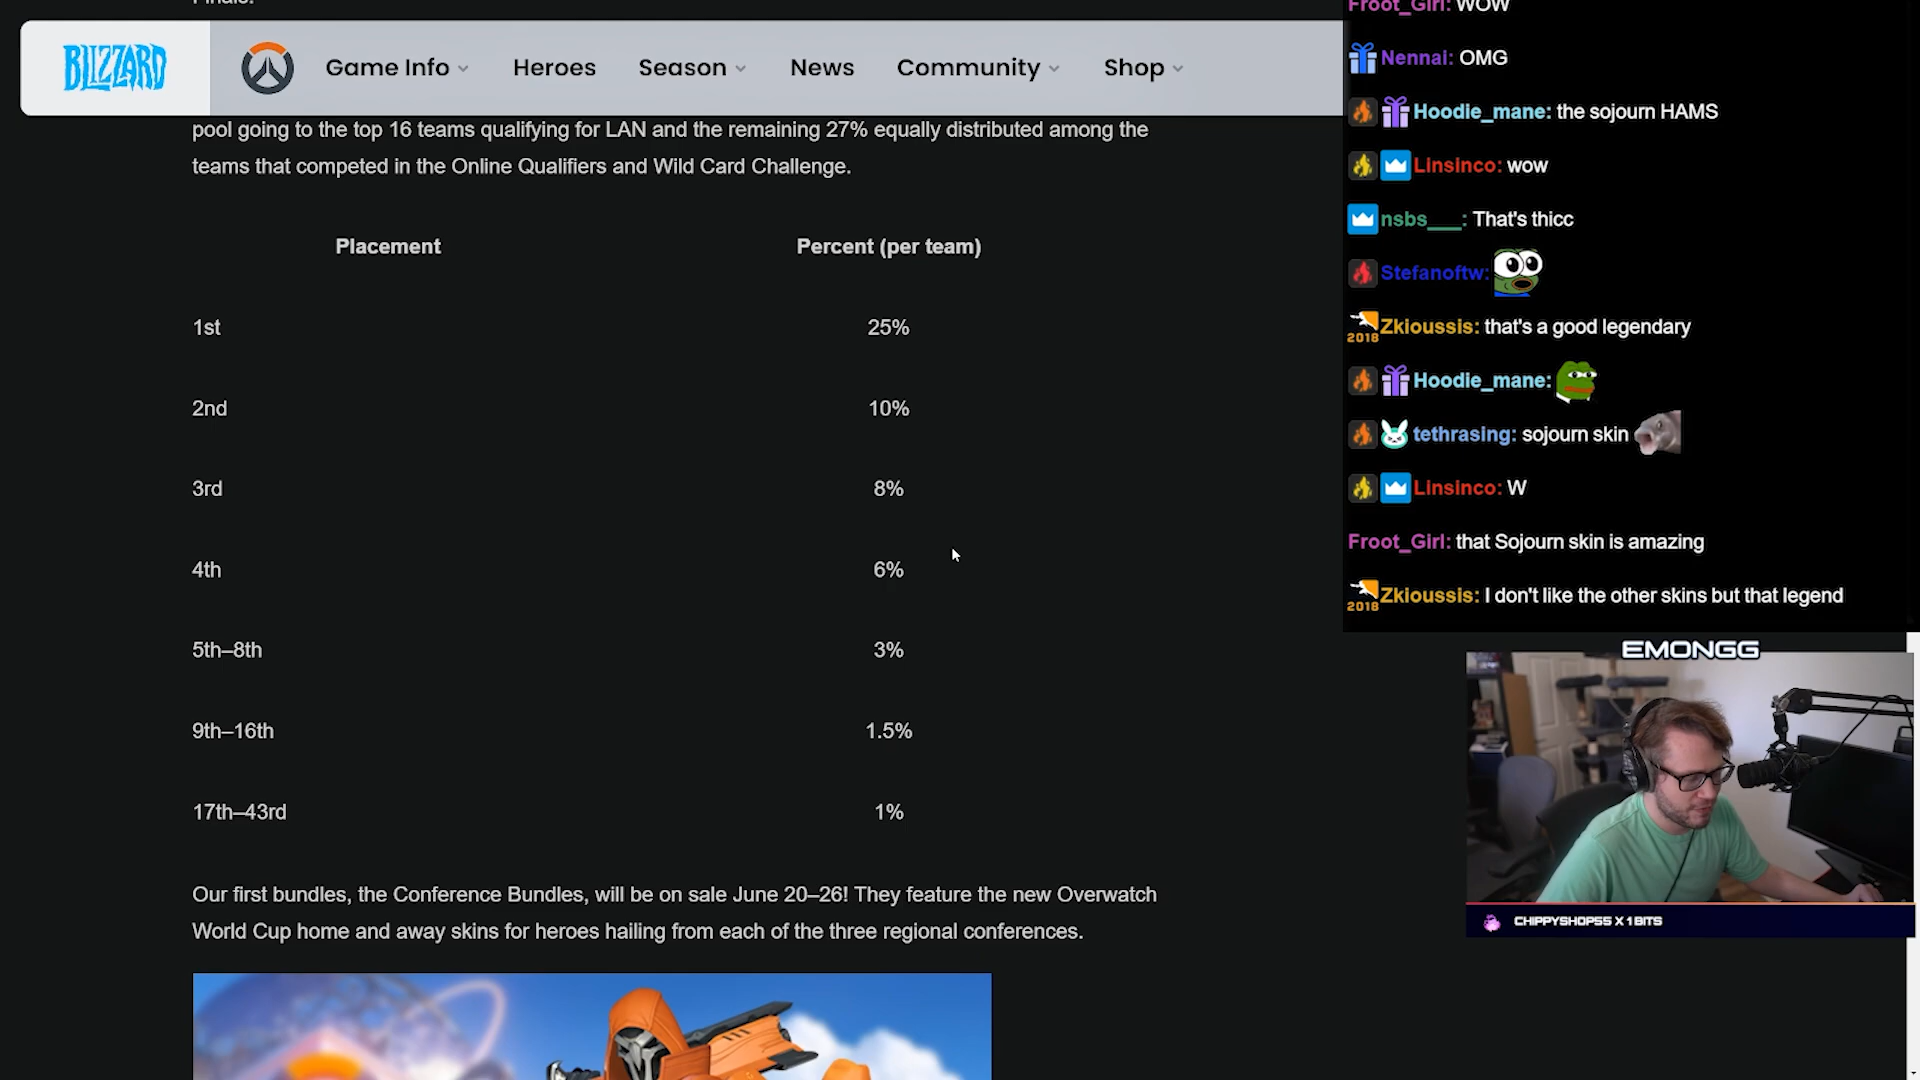 BLIZZARD
Game Info
Heroes
Season
News
Community
Shop
pool going to the top 16 teams qualifying for LAN and the remaining 27% equally distributed among the
teams that competed in the Online Qualifiers and Wild Card Challenge.
Placement Percent (per team)
1st 25%
2nd 10%
3rd 8%
4th 6%
5th–8th 3%
9th–16th 1.5%
17th–43rd 1%
Our first bundles, the Conference Bundles, will be on sale June 20–26! They feature the new Overwatch
World Cup home and away skins for heroes hailing from each of the three regional conferences.
Froot_Girl: WOW
Nennai: OMG
Hoodie_mane: the sojourn HAMS
Linsinco: wow
nsbs___: That's thicc
Stefanoftw:
2018 Zkioussis: that's a good legendary
Hoodie_mane:
tethrasing: sojourn skin
Linsinco: W
Froot_Girl: that Sojourn skin is amazing
2018 Zkioussis: I don't like the other skins but that legend
EMONGG
CHIPPYSHOP55 X 1 BITS